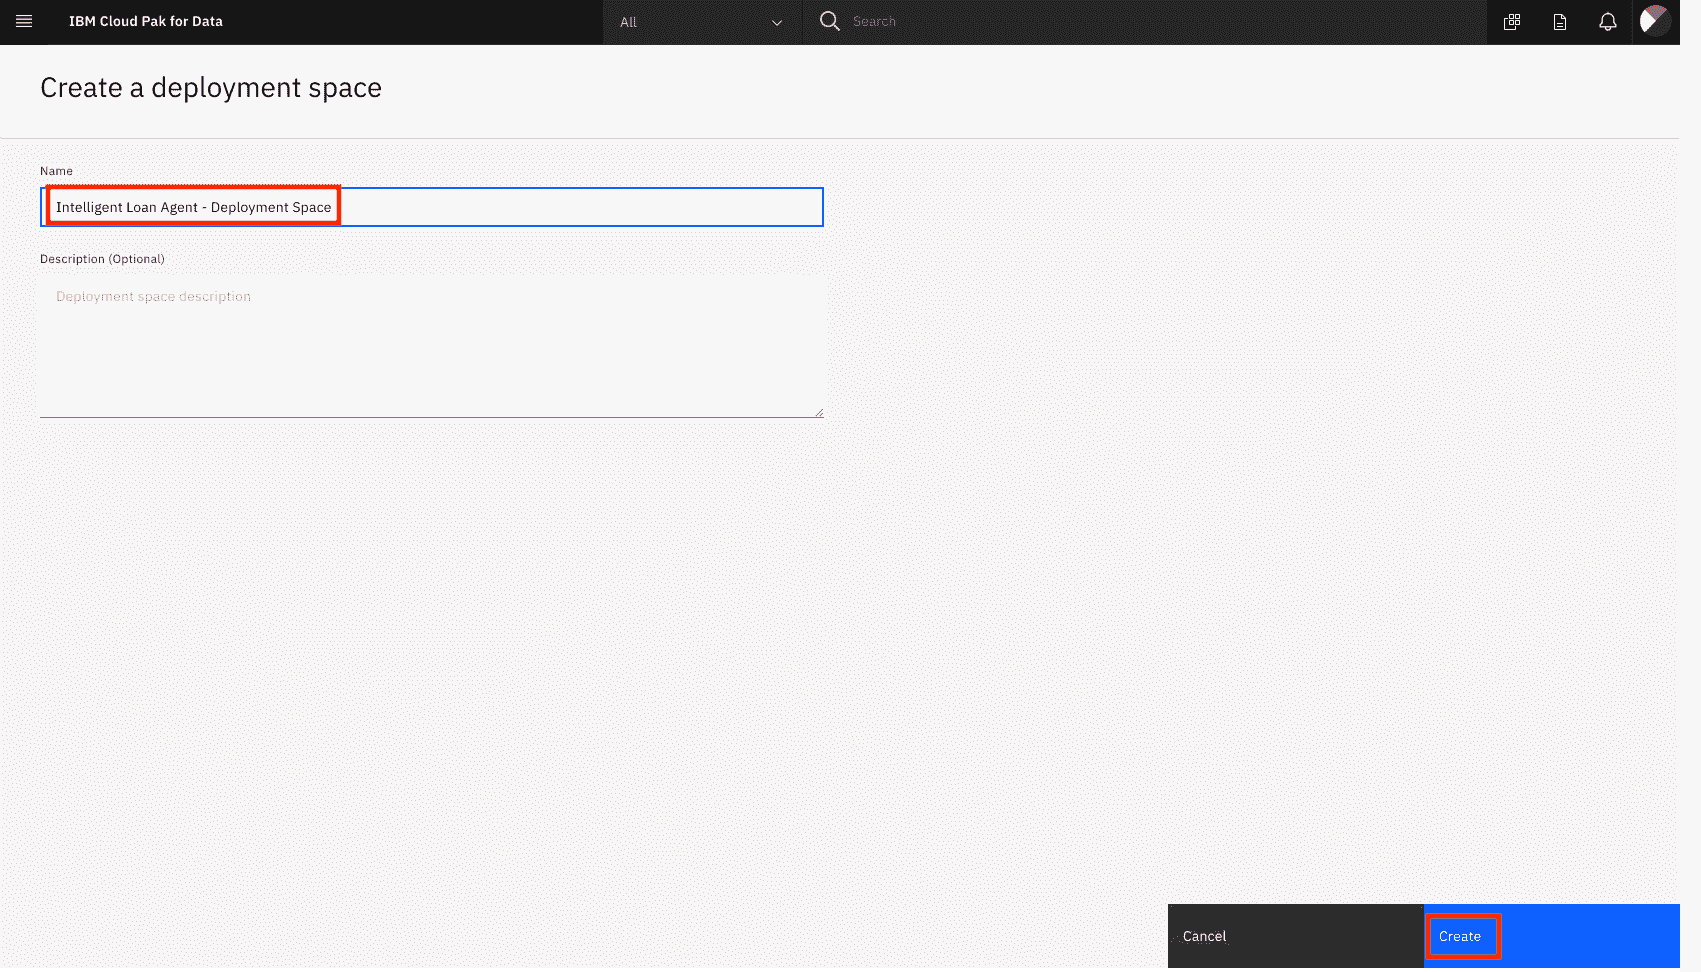 IBM Cloud Pak for Data
All
Search
Create a deployment space
Name
Intelligent Loan Agent - Deployment Space
Description (Optional)
Deployment space description
Cancel
Create